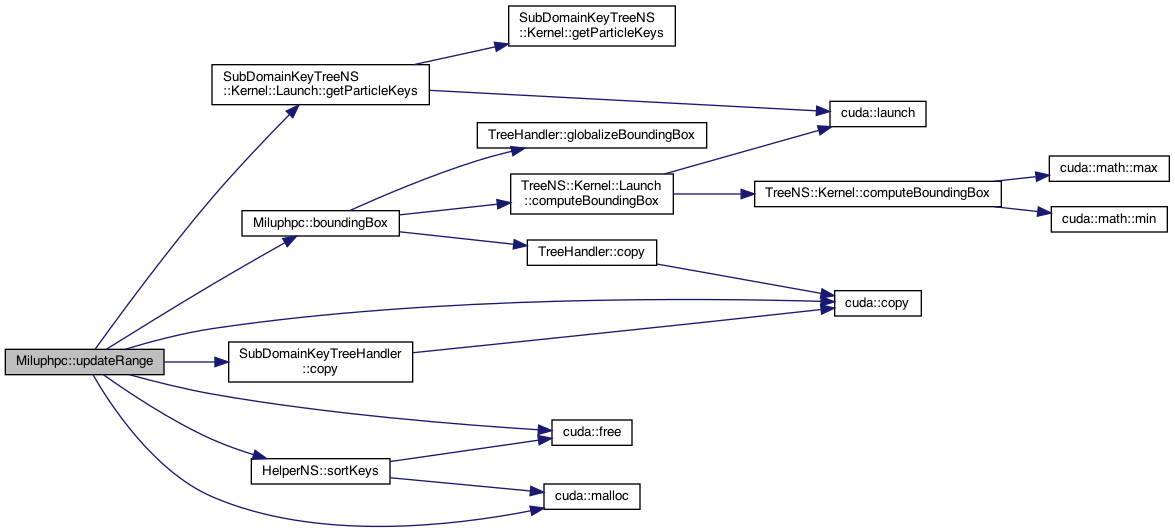 SubDomainKeyTreeNS
::Kernel::getParticleKeys
SubDomainKeyTreeNS
::Kernel::Launch::getParticleKeys
cuda::launch
TreeHandler::globalizeBoundingBox
TreeNS::Kernel::Launch
::computeBoundingBox
TreeNS::Kernel::computeBoundingBox
cuda::math::max
cuda::math::min
Miluphpc::boundingBox
TreeHandler::copy
cuda::copy
Miluphpc::updateRange
SubDomainKeyTreeHandler
::copy
cuda::free
HelperNS::sortKeys
cuda::malloc